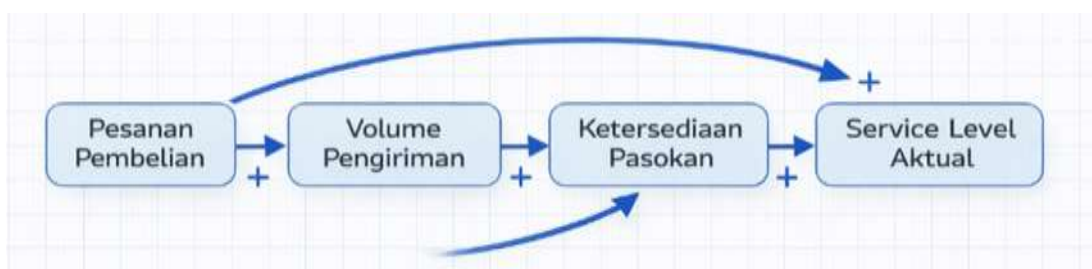 +
Pesanan
Pembelian
Volume
Pengiriman
Ketersediaan
Pasokan
Service Level
Aktual
+
+
+